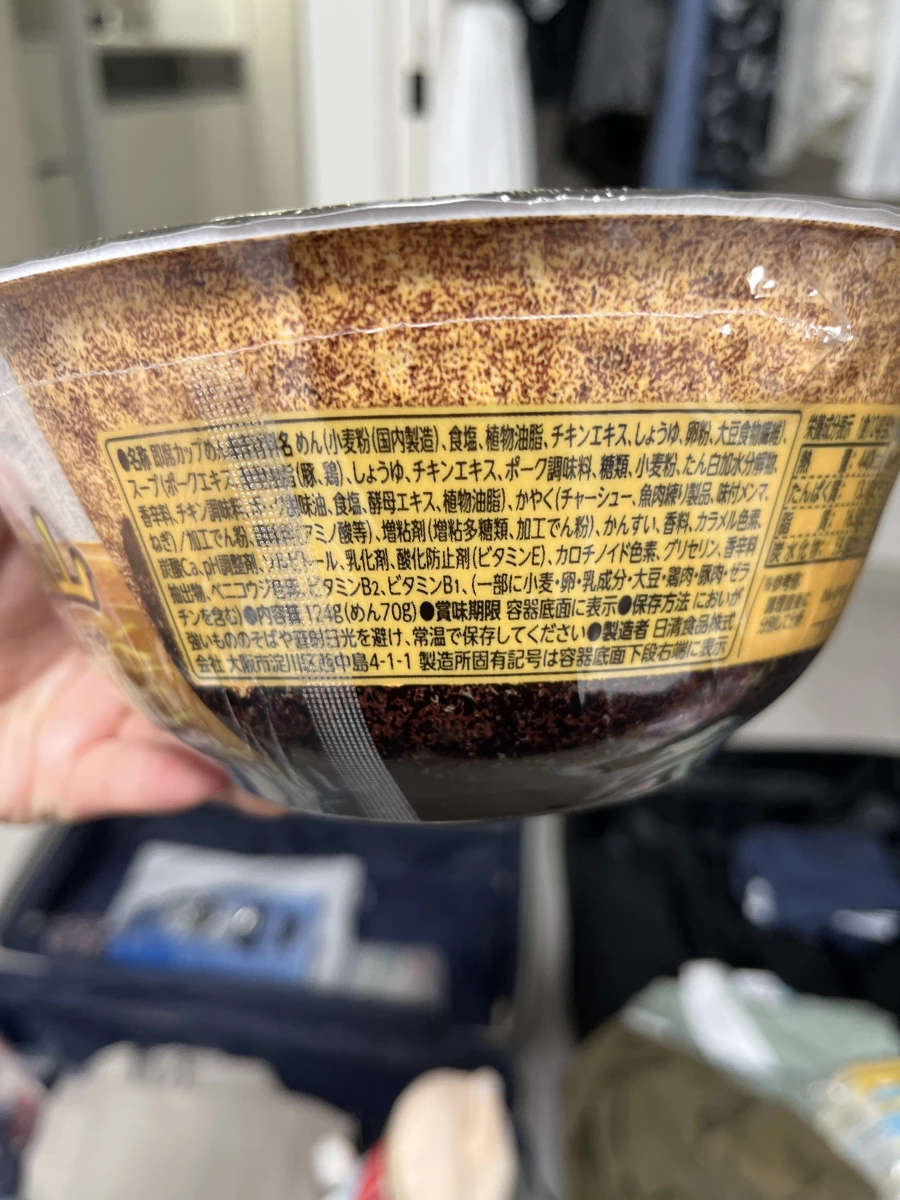 ●名称 即席カップめん 名 めん(小麦粉(国内製造)、食塩、植物油脂、チキンエキス、しょうゆ、卵粉、大豆食物繊維)、
スープ(ポークエキス、 (豚、鶏)、しょうゆ、チキンエキス、ポーク調味料、糖類、小麦粉、たん白加水分解物、
香辛料、チキン調味料、 調味油、食塩、酵母エキス、植物油脂)、かやく(チャーシュー、魚肉練り製品、味付メンマ、
ねぎ)/加工でん粉、 (アミノ酸等)、増粘剤(増粘多糖類、加工でん粉)、かんすい、香料、カラメル色素、
炭酸Ca、pH調整剤、ソルビトール、乳化剤、酸化防止剤(ビタミンE)、カロチノイド色素、グリセリン、香辛料
抽出物、ベニコウジ色素、ビタミンB2、ビタミンB1、(一部に小麦・卵・乳成分・大豆・鶏肉・豚肉・ゼラ
チンを含む)●内容量 124g(めん70g)●賞味期限 容器底面に表示●保存方法 においが
強いもののそばや直射日光を避け、常温で保存してください●製造者 日清食品株式
会社 大阪市淀川区西中島4-1-1 製造所固有記号は容器底面下段右端に表示
栄養成分表示
熱 量
たんぱく質
脂 質
炭水化